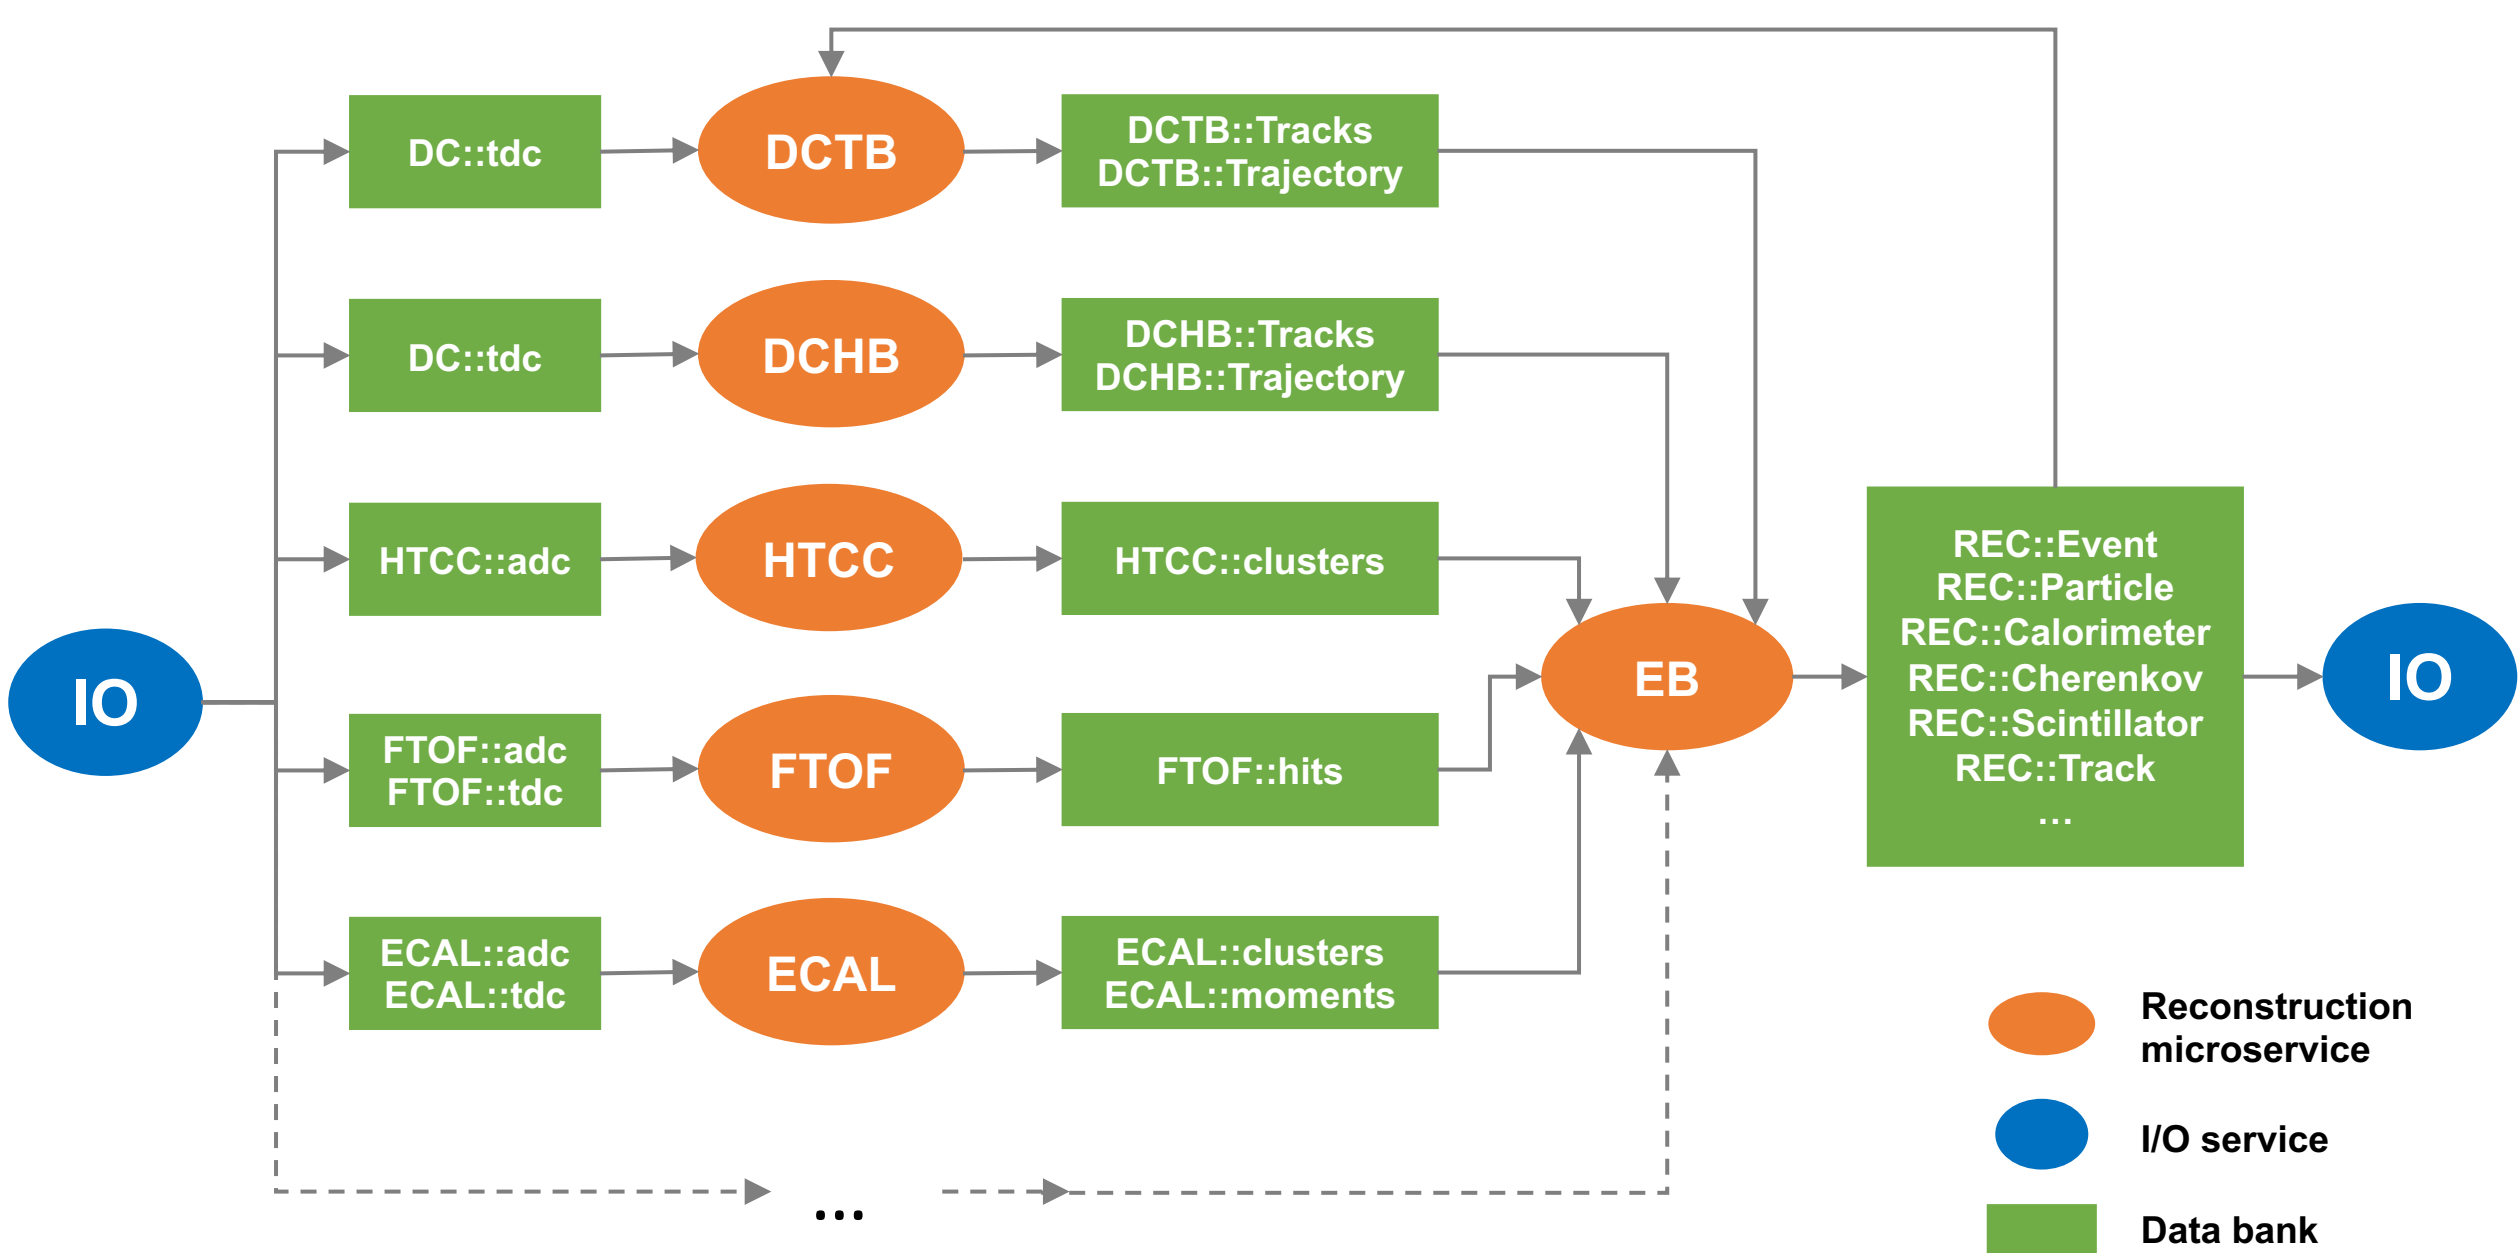 IO
DC::tdc
DCTB
DCTB::Tracks
DCTB::Trajectory
DC::tdc
DCHB
DCHB::Tracks
DCHB::Trajectory
HTCC::adc
HTCC
HTCC::clusters
FTOF::adc
FTOF::tdc
FTOF
FTOF::hits
ECAL::adc
ECAL::tdc
ECAL
ECAL::clusters
ECAL::moments
...
EB
REC::Event
REC::Particle
REC::Calorimeter
REC::Cherenkov
REC::Scintillator
REC::Track
...
IO
Reconstruction
microservice
I/O service
Data bank